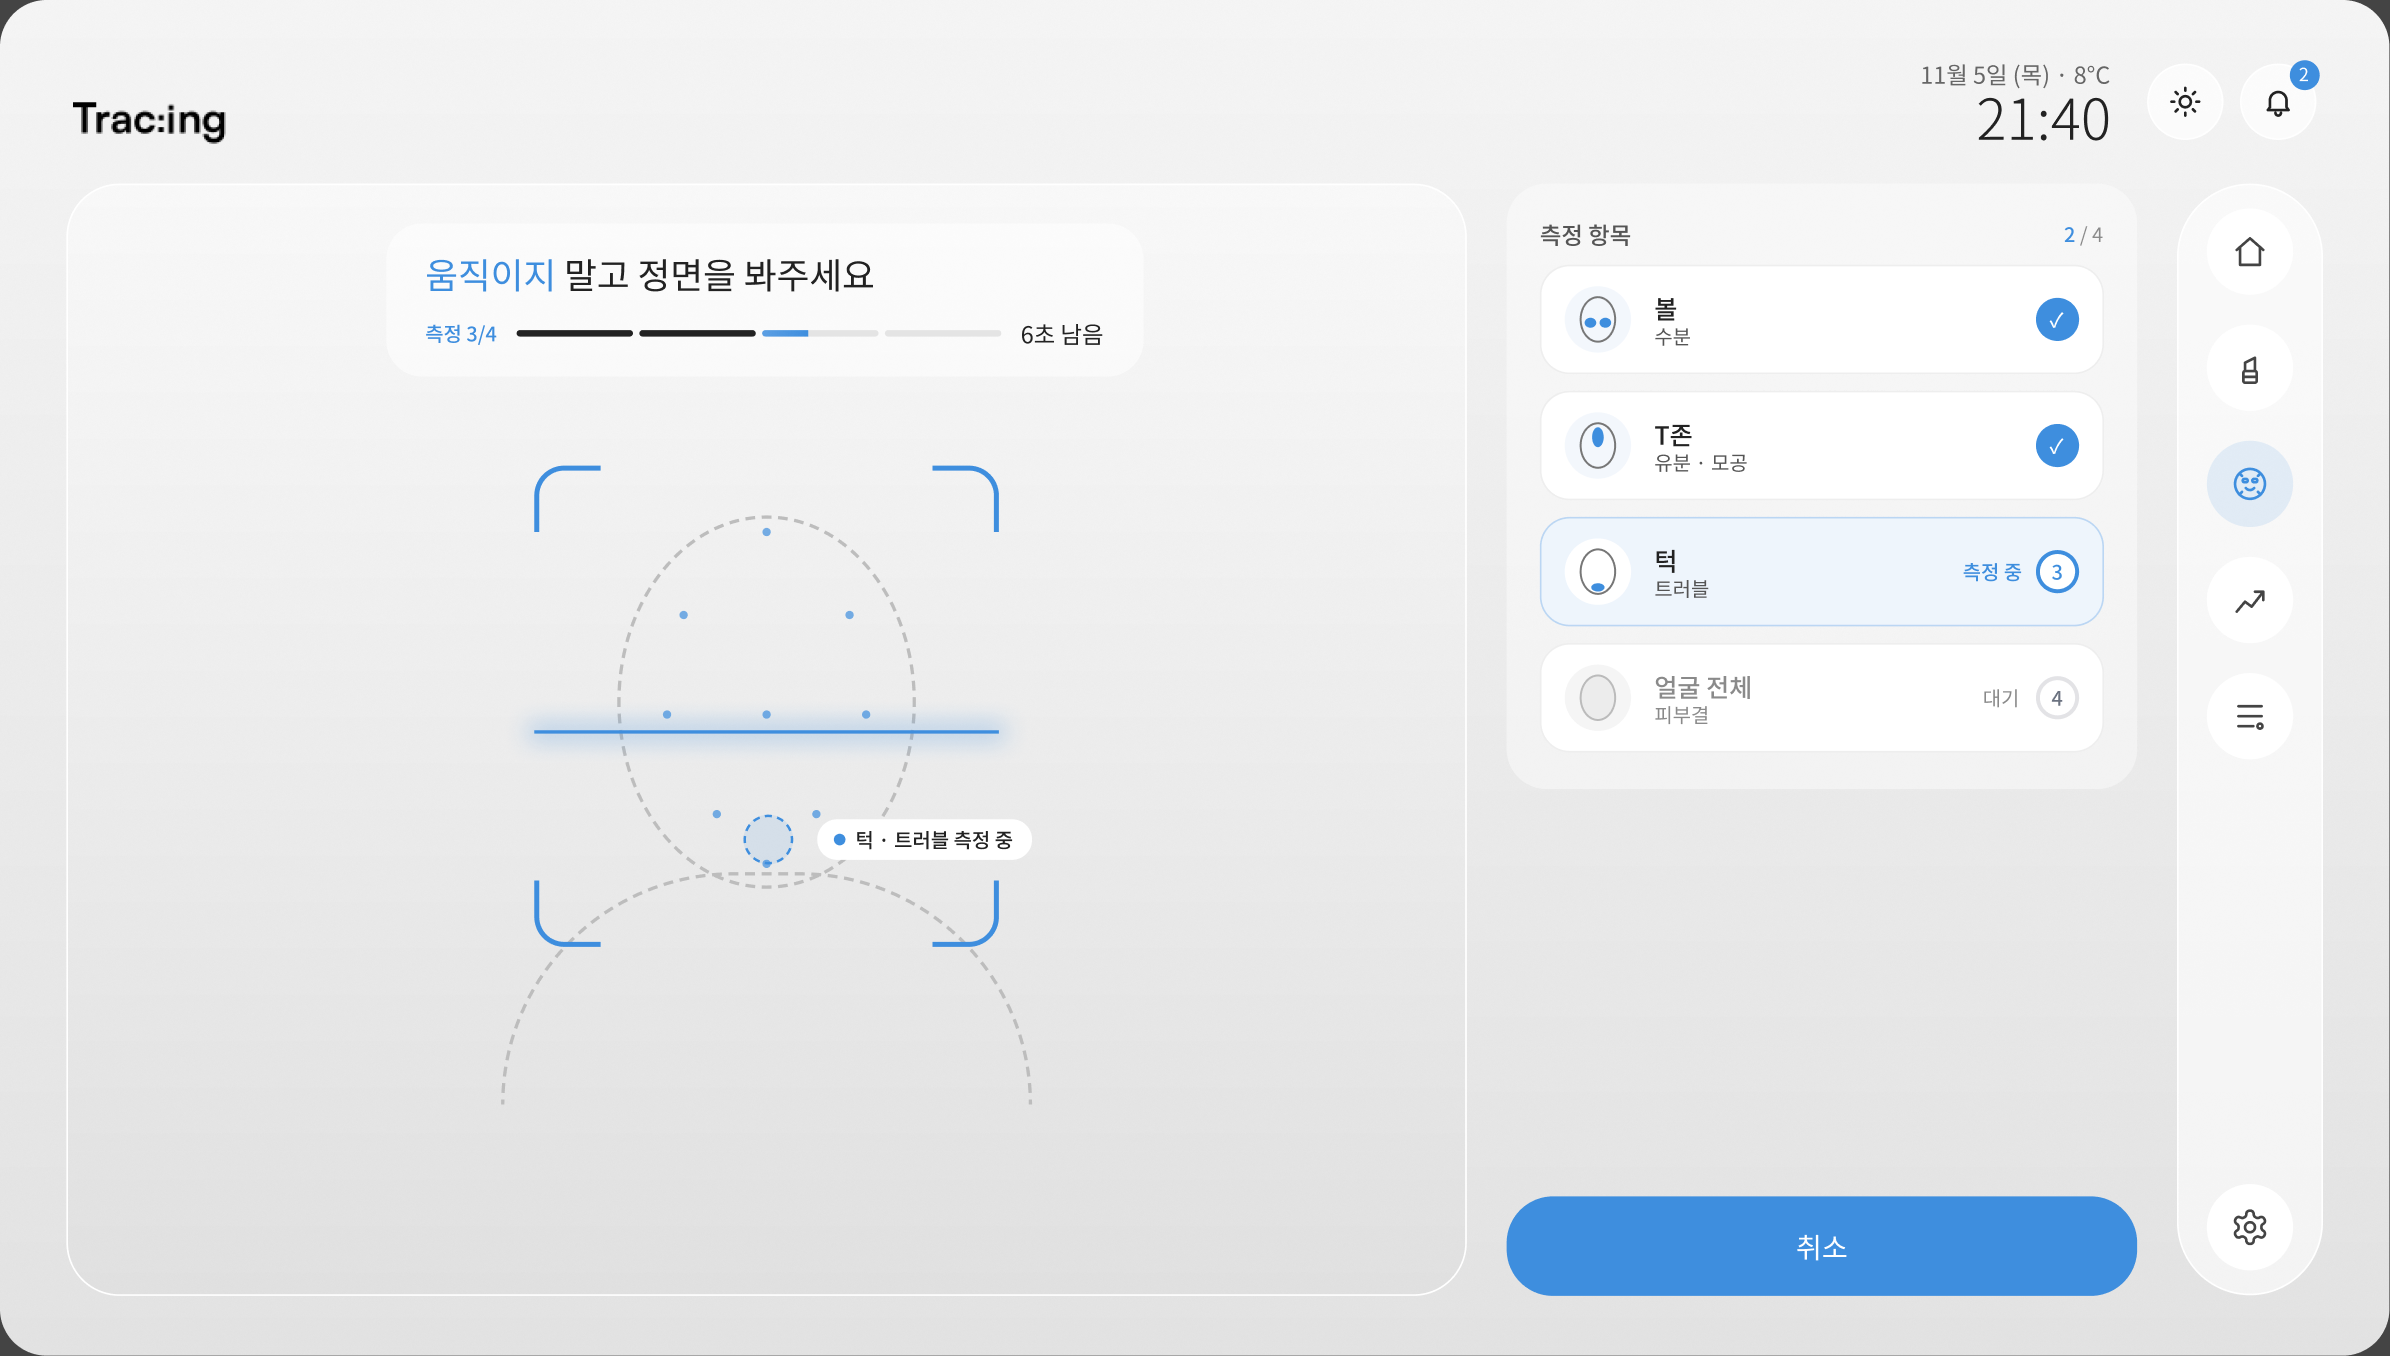 Trac:ing
11월 5일 (목) · 8°C
21:40
2
움직이지 말고 정면을 봐주세요
측정 3/4
6초 남음
턱 · 트러블 측정 중
측정 항목
2 / 4
볼
수분
T존
유분 · 모공
턱
트러블
측정 중
3
얼굴 전체
피부결
대기
4
취소